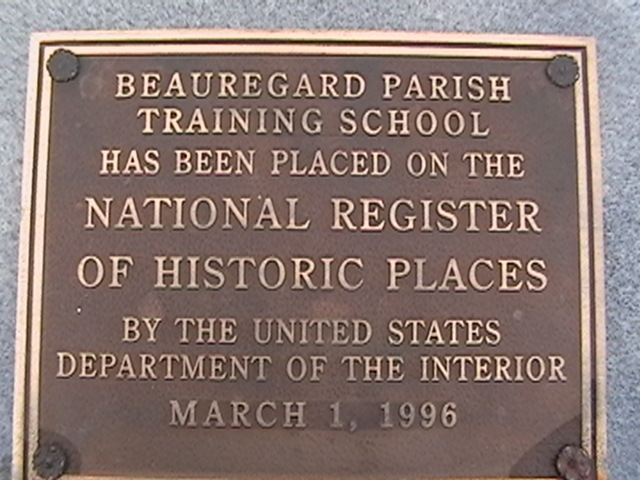 BEAUREGARD PARISH
TRAINING SCHOOL
HAS BEEN PLACED ON THE
NATIONAL REGISTER
OF HISTORIC PLACES
BY THE UNITED STATES
DEPARTMENT OF THE INTERIOR
MARCH 1, 1996